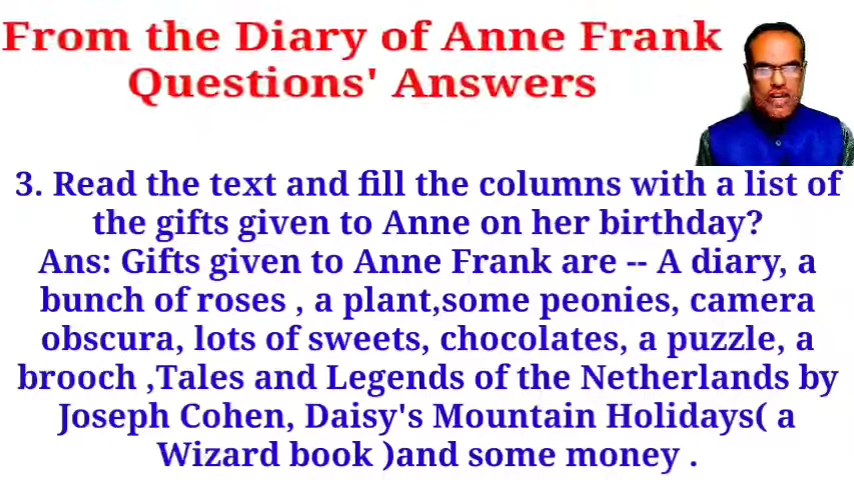 From the Diary of Anne Frank
Questions' Answers
3. Read the text and fill the columns with a list of
the gifts given to Anne on her birthday?
Ans: Gifts given to Anne Frank are -- A diary, a
bunch of roses , a plant,some peonies, camera
obscura, lots of sweets, chocolates, a puzzle, a
brooch ,Tales and Legends of the Netherlands by
Joseph Cohen, Daisy's Mountain Holidays( a
Wizard book )and some money .